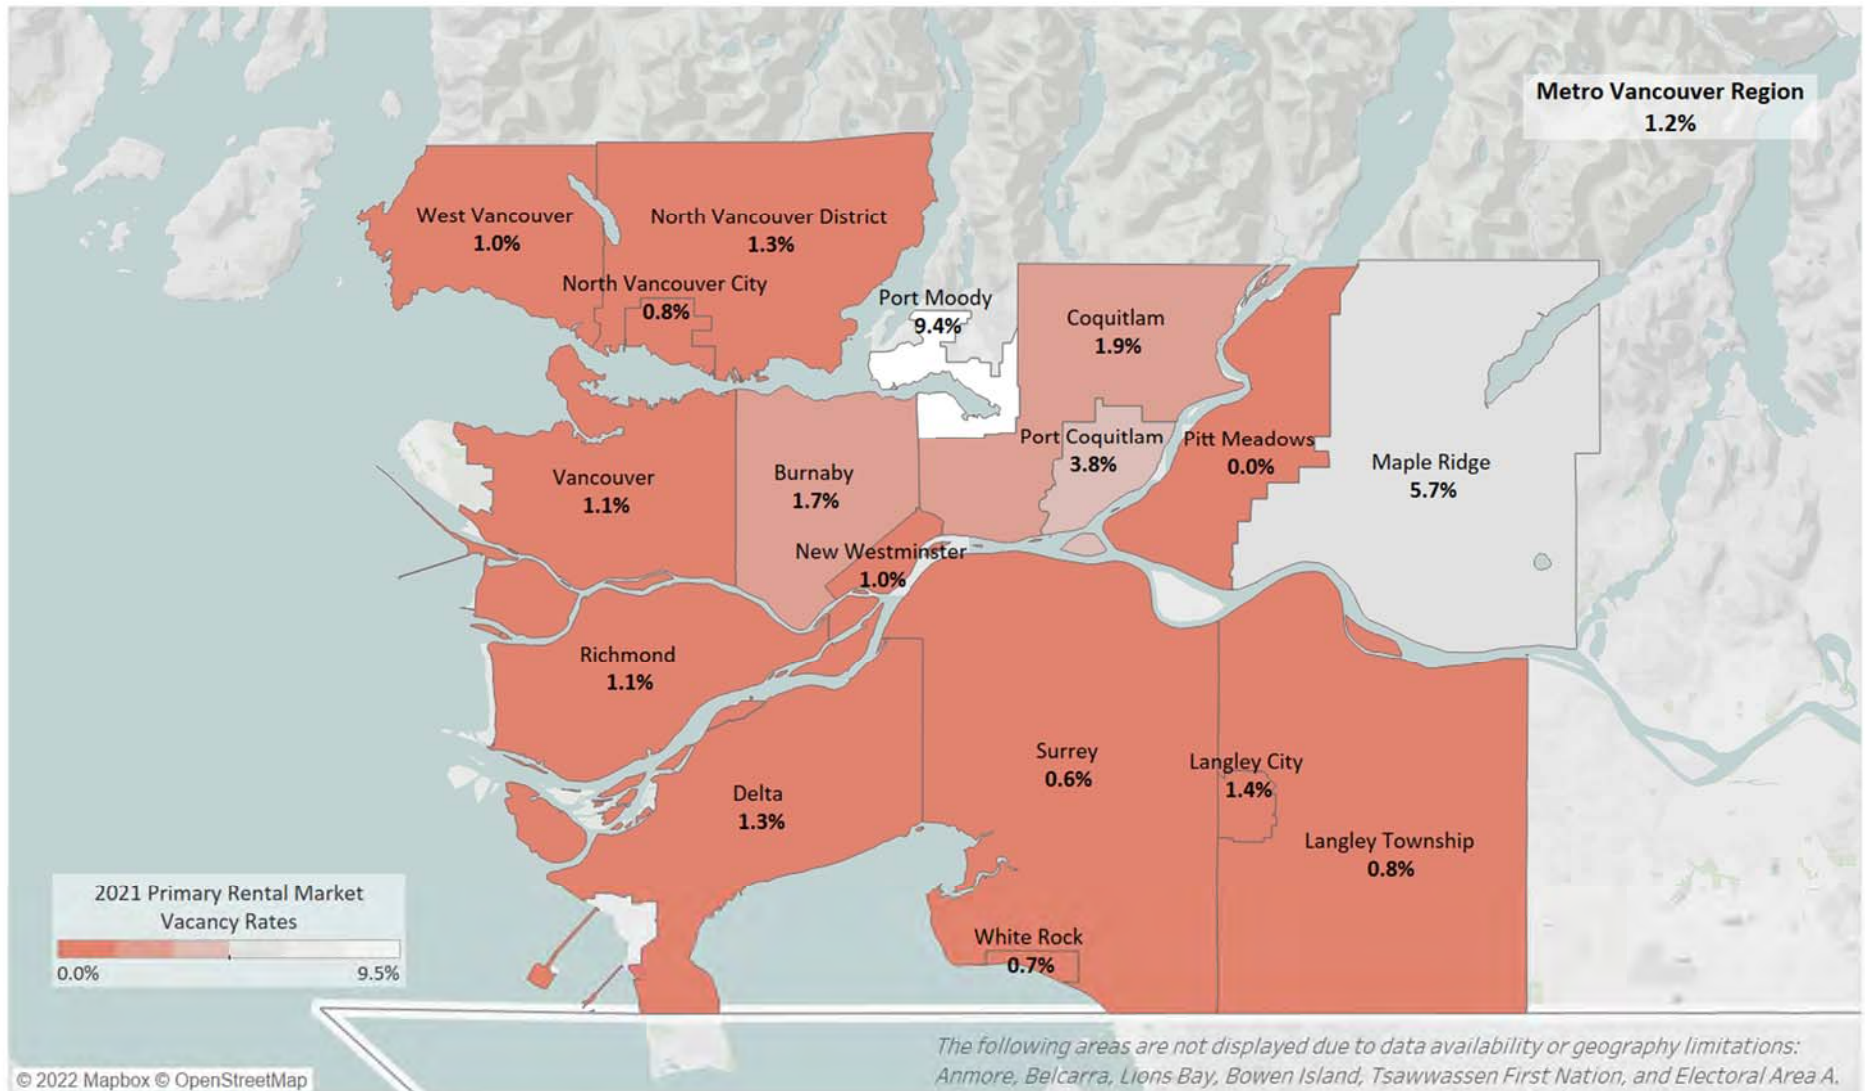 Metro Vancouver Region
1.2%
West Vancouver
1.0%
North Vancouver District
1.3%
North Vancouver City
0.8%
Port Moody
9.4%
Coquitlam
1.9%
Port Coquitlam
3.8%
Pitt Meadows
0.0%
Maple Ridge
5.7%
Vancouver
1.1%
Burnaby
1.7%
New Westminster
1.0%
Richmond
1.1%
Delta
1.3%
Surrey
0.6%
Langley City
1.4%
Langley Township
0.8%
White Rock
0.7%
2021 Primary Rental Market
Vacancy Rates
0.0% 9.5%
The following areas are not displayed due to data availability or geography limitations:
Anmore, Belcarra, Lions Bay, Bowen Island, Tsawwassen First Nation, and Electoral Area A.
© 2022 Mapbox © OpenStreetMap